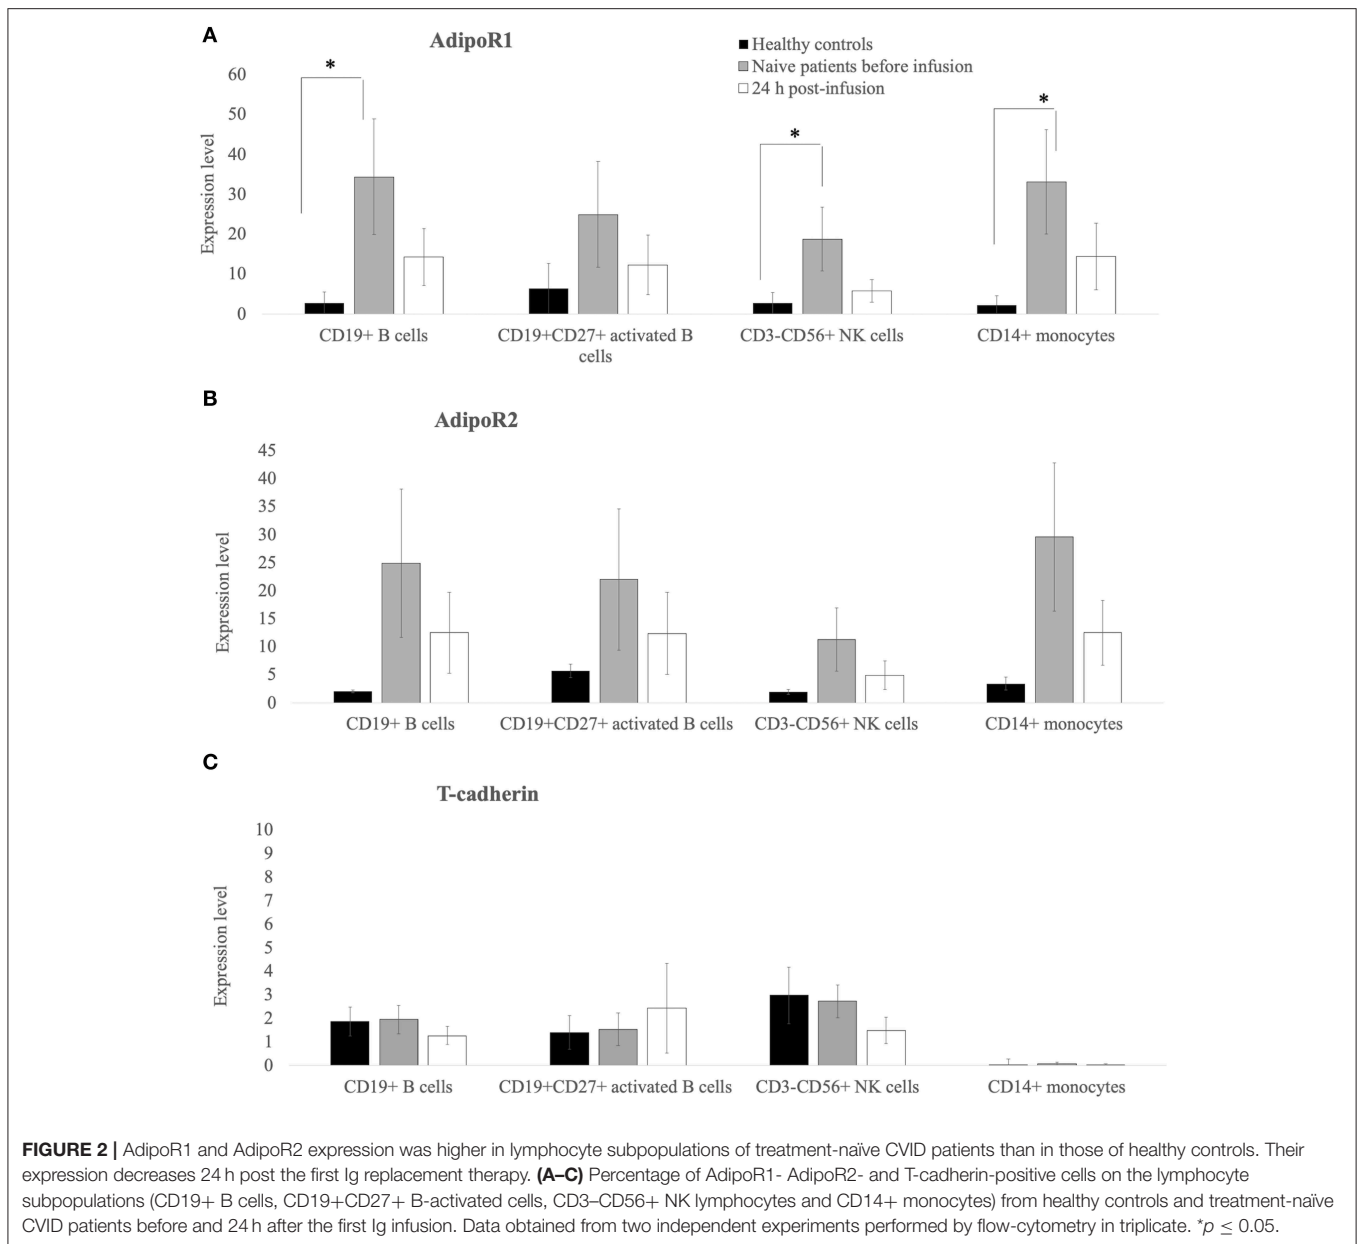 A
AdipoR1
Healthy controls
Naive patients before infusion
24 h post-infusion
*
*
*
60
50
40
30
20
10
0
Expression level
CD19+ B cells
CD19+CD27+ activated B
cells
CD3-CD56+ NK cells
CD14+ monocytes
B
AdipoR2
45
40
35
30
25
20
15
10
5
0
Expression level
CD19+ B cells
CD19+CD27+ activated B cells
CD3-CD56+ NK cells
CD14+ monocytes
C
T-cadherin
10
9
8
7
6
5
4
3
2
1
0
Expression level
CD19+ B cells
CD19+CD27+ activated B cells
CD3-CD56+ NK cells
CD14+ monocytes
FIGURE 2 | AdipoR1 and AdipoR2 expression was higher in lymphocyte subpopulations of treatment-naïve CVID patients than in those of healthy controls. Their
expression decreases 24 h post the first Ig replacement therapy. (A–C) Percentage of AdipoR1- AdipoR2- and T-cadherin-positive cells on the lymphocyte
subpopulations (CD19+ B cells, CD19+CD27+ B-activated cells, CD3–CD56+ NK lymphocytes and CD14+ monocytes) from healthy controls and treatment-naïve
CVID patients before and 24 h after the first Ig infusion. Data obtained from two independent experiments performed by flow-cytometry in triplicate. *p ≤ 0.05.